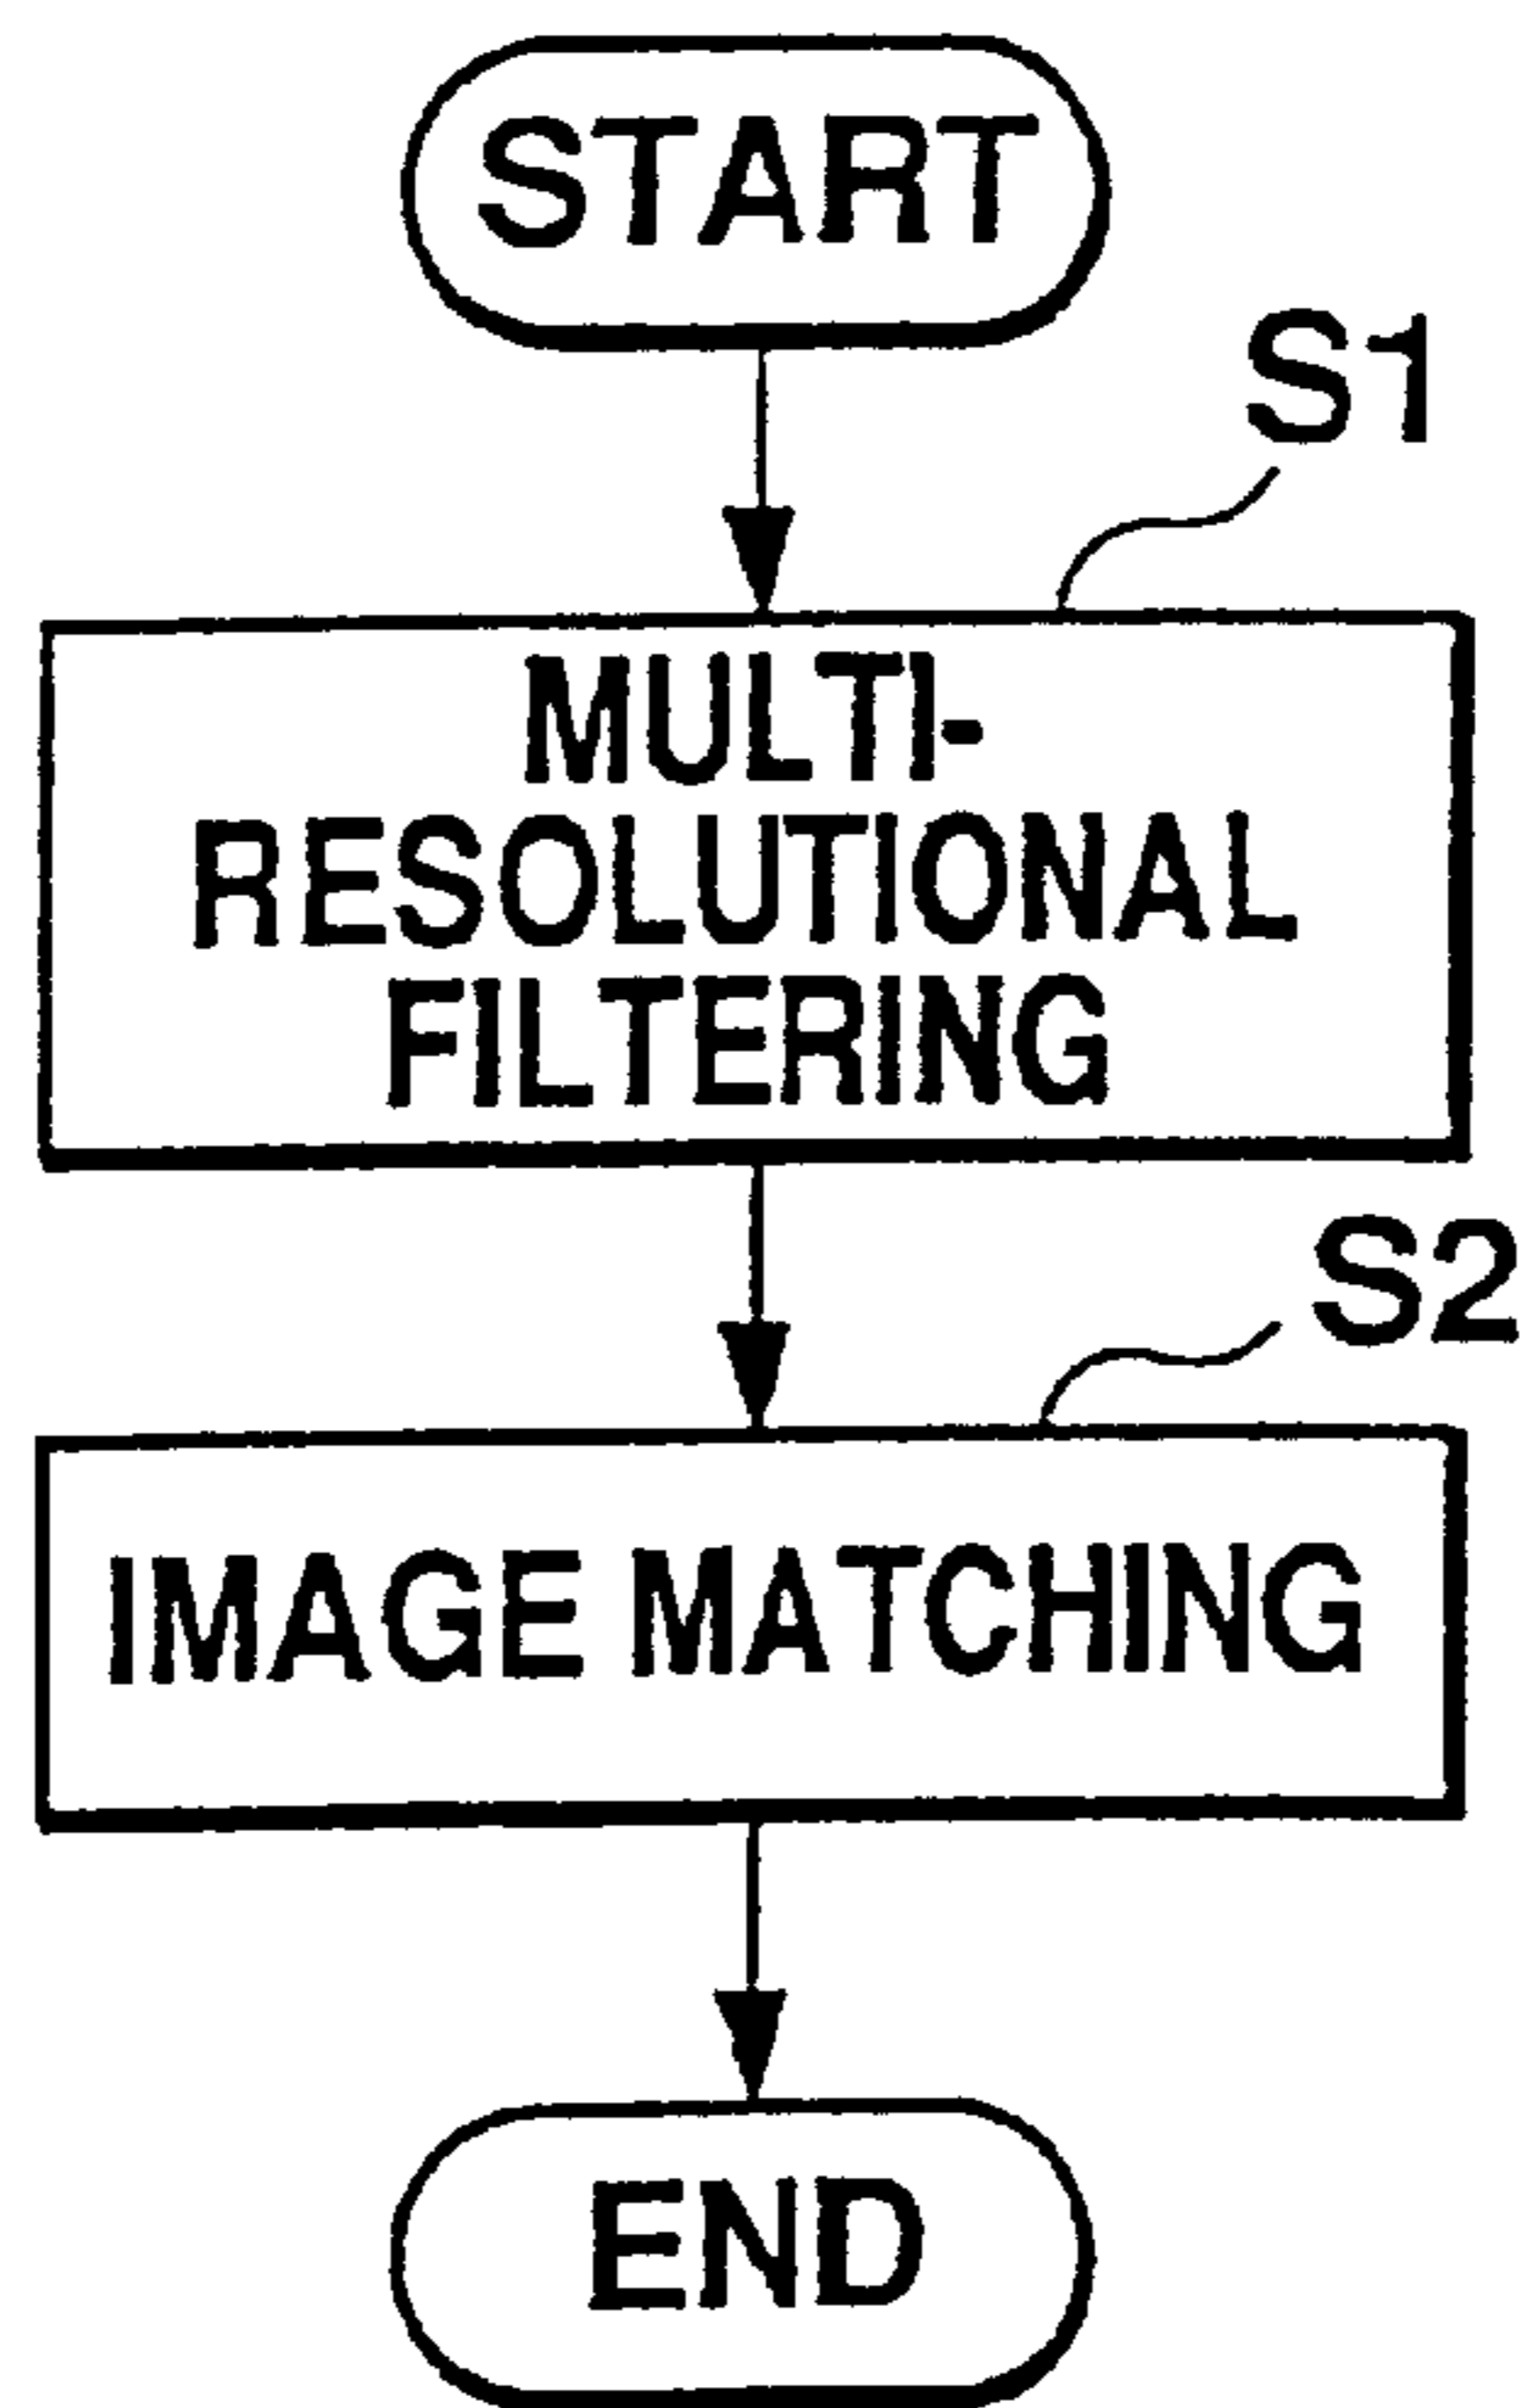 START
S1
MULTI-
RESOLUTIONAL
FILTERING
S2
IMAGE MATCHING
END